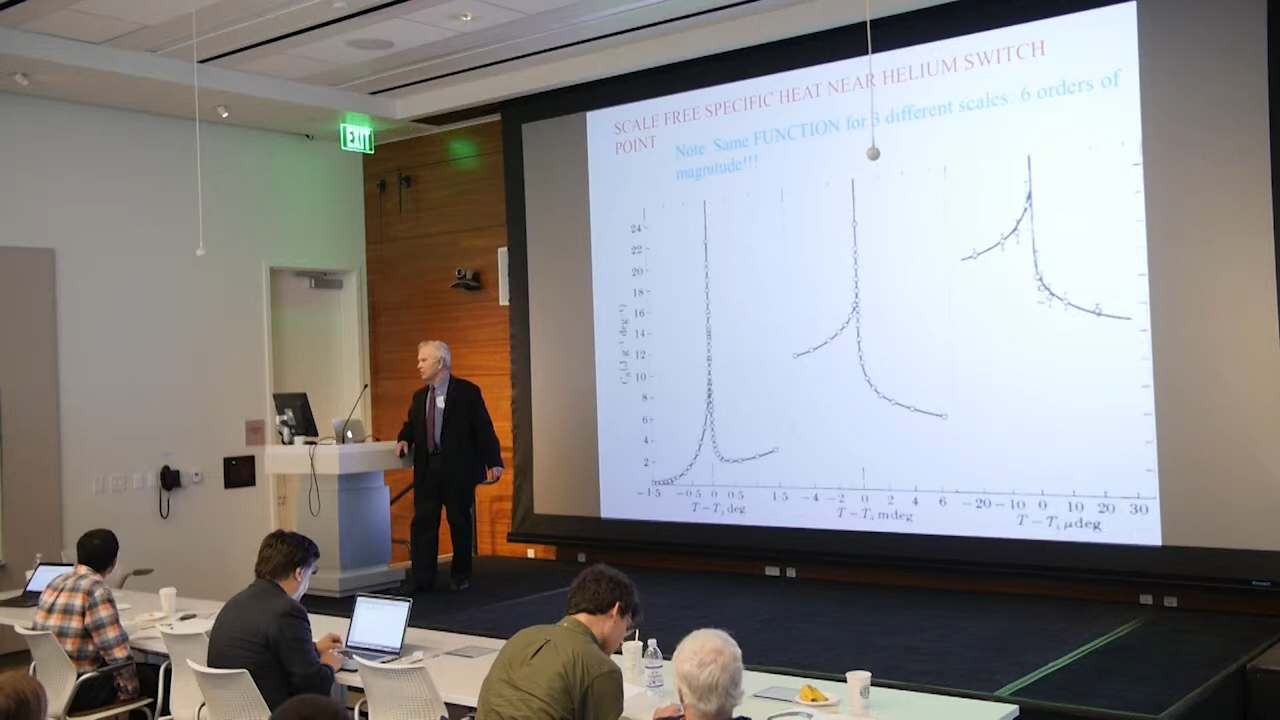 EXIT
SCALE FREE SPECIFIC HEAT NEAR HELIUM SWITCH
POINT
Note. Same FUNCTION for 3 different scales: 6 orders of
magnitude!!!
24
22
20
18
16
14
12
10
8
6
4
2
-1·5 -0·5 0 0·5 1·5 -4 -2 0 2 4 6 -20 -10 0 10 20 30
T-Tλ deg T-Tλ mdeg T-Tλ μdeg